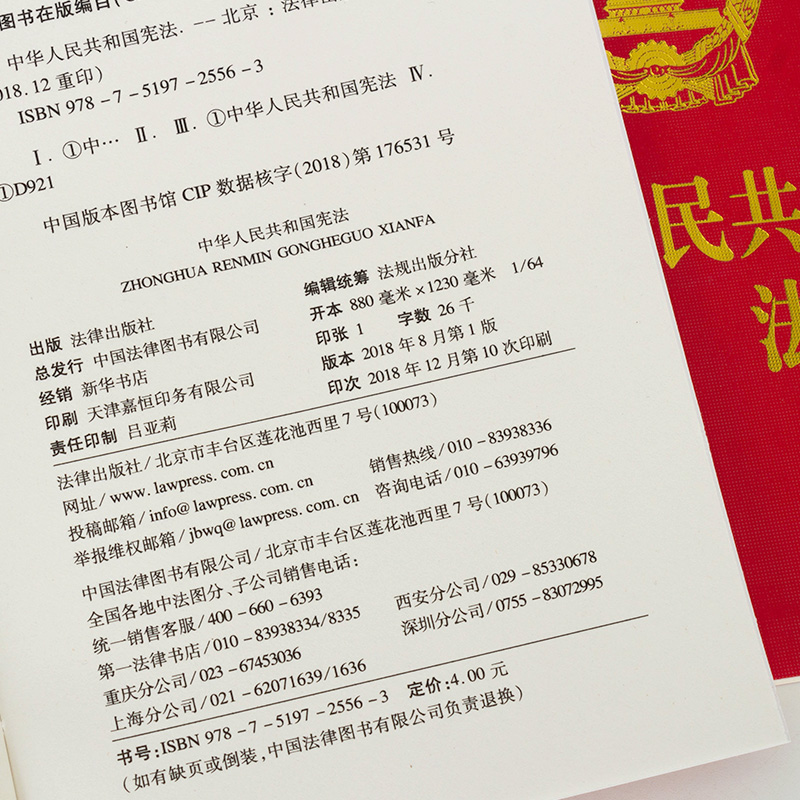 图书在版编目(C
中华人民共和国宪法. -- 北京：法律出
018.12 重印)
ISBN 978-7-5197-2556-3
Ⅰ. ①中… Ⅱ. Ⅲ. ①中华人民共和国宪法 Ⅳ.
①D921
中国版本图书馆 CIP 数据核字(2018)第 176531 号
中华人民共和国宪法
ZHONGHUA RENMIN GONGHEGUO XIANFA
出版 法律出版社
总发行 中国法律图书有限公司
经销 新华书店
印刷 天津嘉恒印务有限公司
责任印制 吕亚莉
编辑统筹 法规出版分社
开本 880 毫米×1230 毫米 1/64
印张 1 字数 26 千
版本 2018 年 8 月第 1 版
印次 2018 年 12 月第 10 次印刷
法律出版社/北京市丰台区莲花池西里 7 号(100073)
网址/www.lawpress.com.cn 销售热线/010-83938336
投稿邮箱/info@lawpress.com.cn 咨询电话/010-63939796
举报维权邮箱/jbwq@lawpress.com.cn
中国法律图书有限公司/北京市丰台区莲花池西里 7 号(100073)
全国各地中法图分、子公司销售电话：
统一销售客服/400-660-6393
第一法律书店/010-83938334/8335 西安分公司/029-85330678
重庆分公司/023-67453036 深圳分公司/0755-83072995
上海分公司/021-62071639/1636
书号：ISBN 978-7-5197-2556-3 定价：4.00 元
(如有缺页或倒装，中国法律图书有限公司负责退换)
民共
法